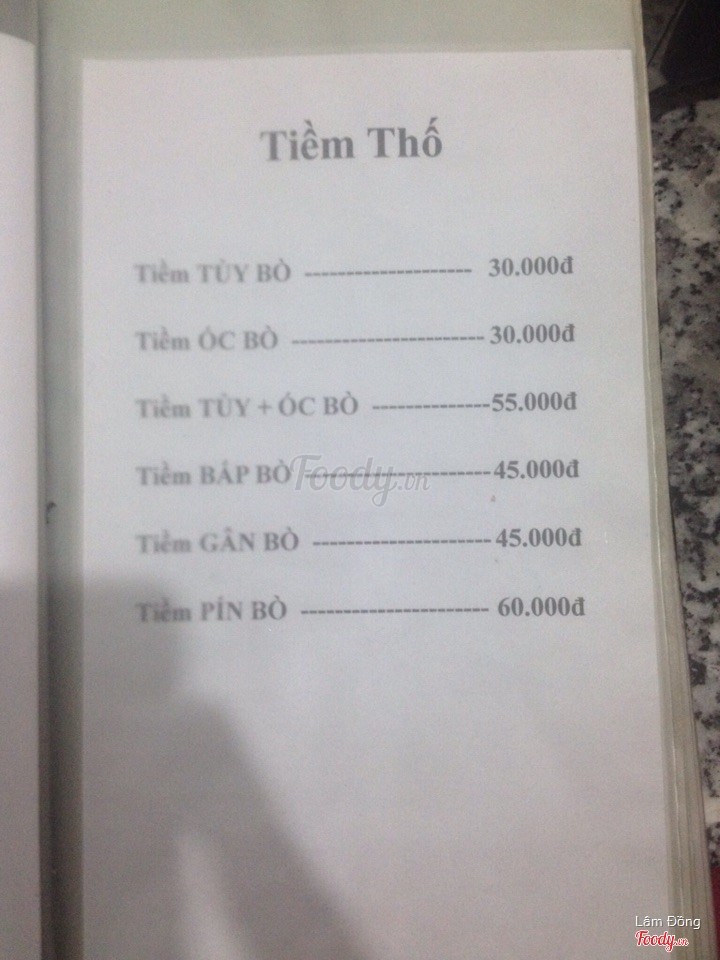 Tiềm Thố
Tiềm TỦY BÒ -------------------- 30.000đ
Tiềm ÓC BÒ ----------------------- 30.000đ
Tiềm TỦY + ÓC BÒ --------------55.000đ
Tiềm BẮP BÒ -----------------------45.000đ
Foody.vn
Tiềm GÂN BÒ ---------------------45.000đ
Tiềm PÍN BÒ ---------------------- 60.000đ
Lâm Đồng
Foody.vn